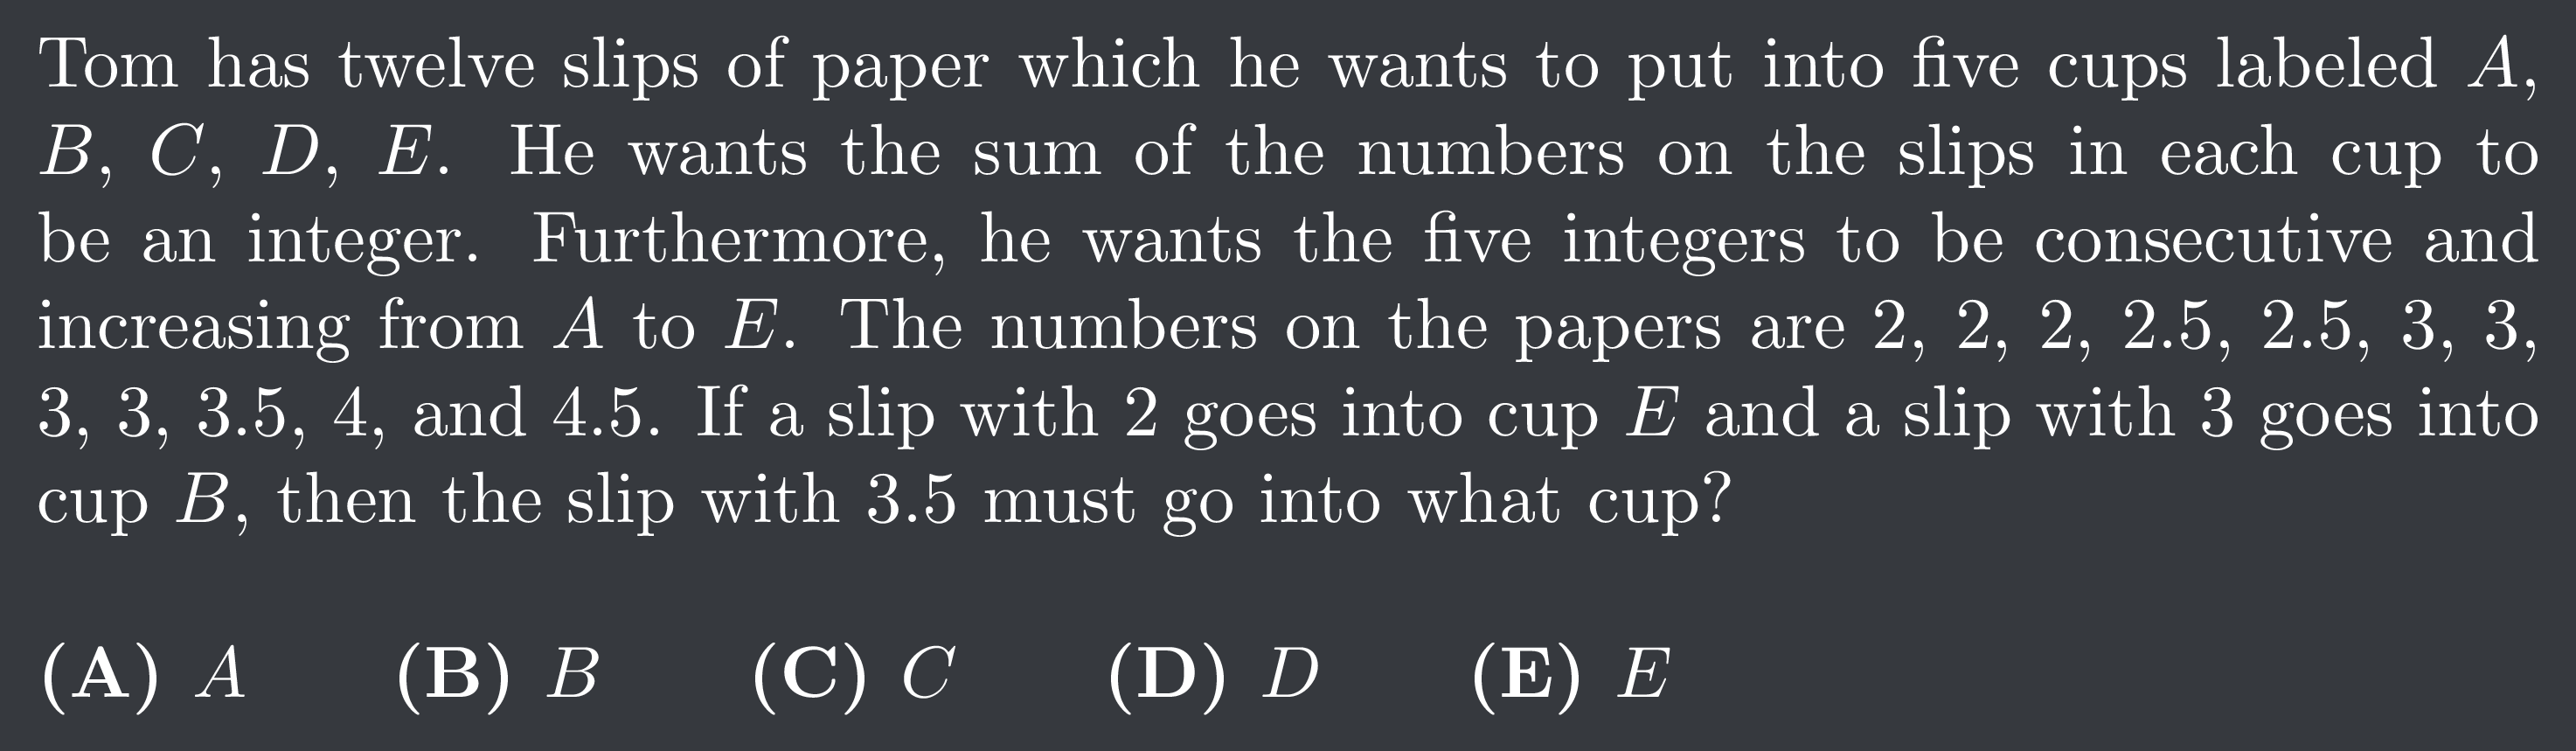 Tom has twelve slips of paper which he wants to put into five cups labeled A,
B, C, D, E. He wants the sum of the numbers on the slips in each cup to
be an integer. Furthermore, he wants the five integers to be consecutive and
increasing from A to E. The numbers on the papers are 2, 2, 2, 2.5, 2.5, 3, 3,
3, 3, 3.5, 4, and 4.5. If a slip with 2 goes into cup E and a slip with 3 goes into
cup B, then the slip with 3.5 must go into what cup?
(A) A (B) B (C) C (D) D (E) E